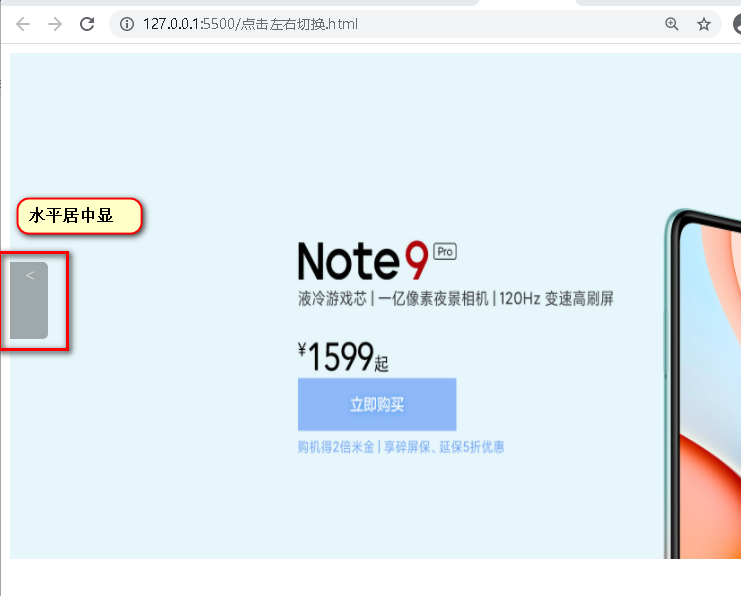 127.0.0.1:5500/点击左右切换.html
水平居中显
<
Note 9 Pro
液冷游戏芯 | 一亿像素夜景相机 | 120Hz 变速高刷屏
¥1599起
立即购买
购机得2倍米金 | 享碎屏保、延保5折优惠